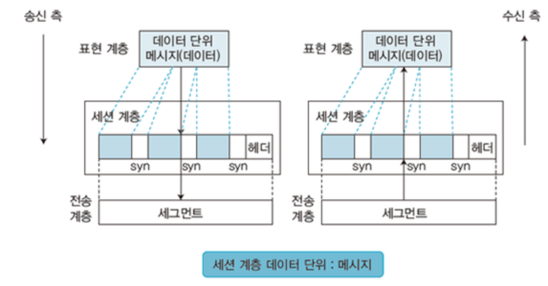 송신 측
수신 측
표현 계층
데이터 단위
메시지(데이터)
세션 계층
헤더
syn syn syn
전송
계층
세그먼트
표현 계층
데이터 단위
메시지(데이터)
세션 계층
헤더
syn syn syn
전송
계층
세그먼트
세션 계층 데이터 단위 : 메시지